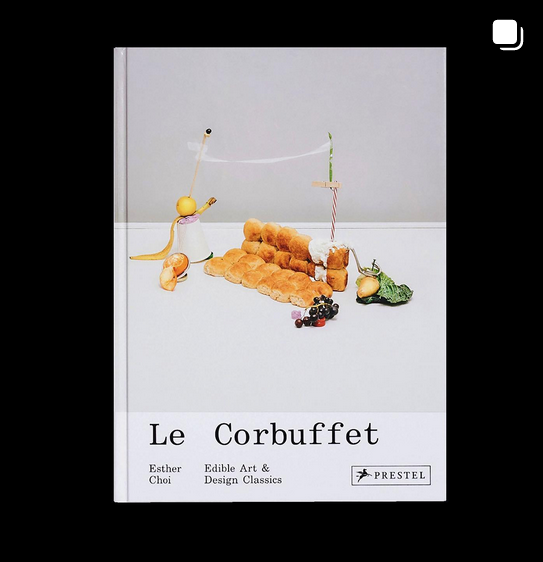 Le Corbuffet
Esther
Choi
Edible Art &
Design Classics
PRESTEL